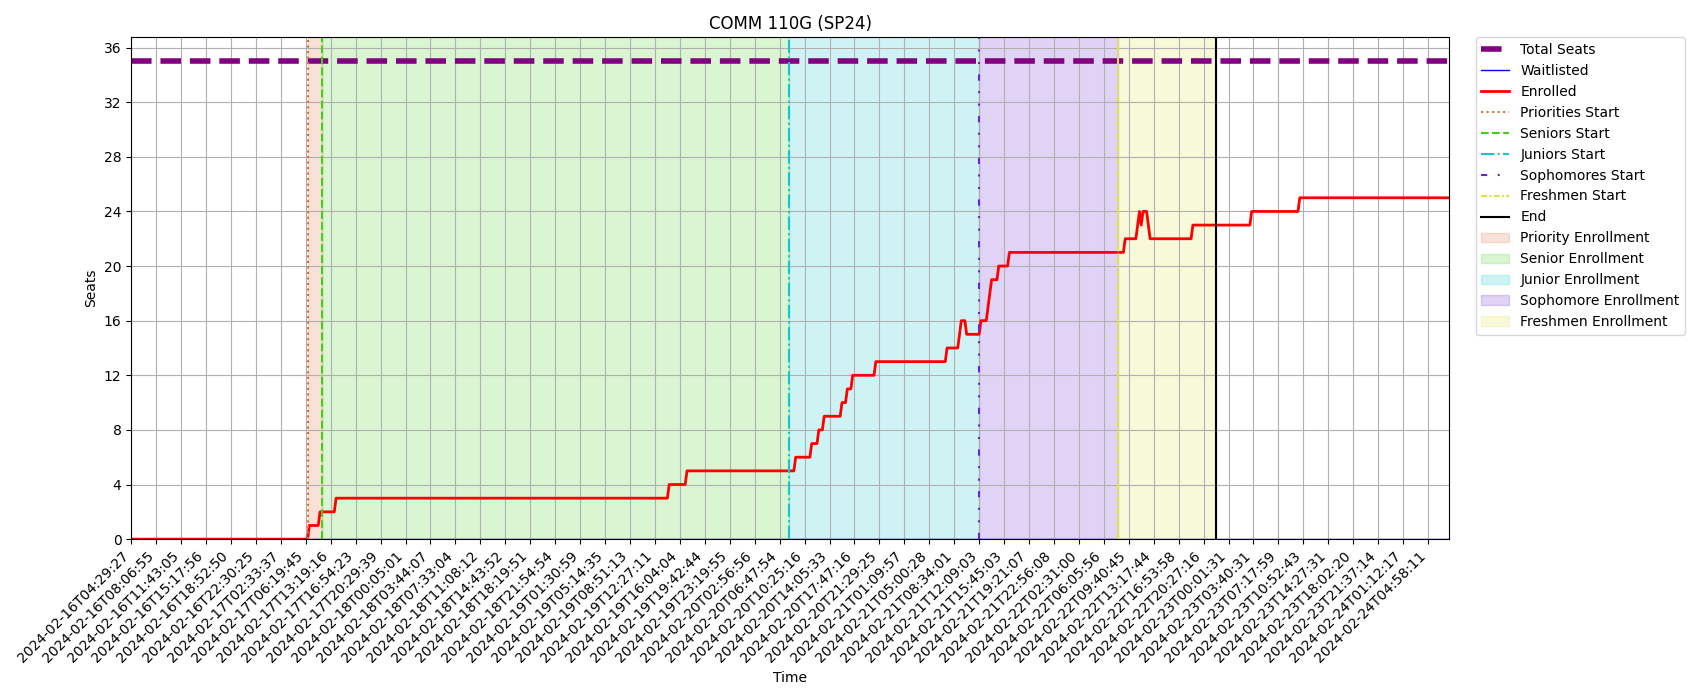 COMM 110G (SP24)
Seats
36
32
28
24
20
16
12
8
4
0
2024-02-16T04:29:27
2024-02-16T08:06:55
2024-02-16T11:43:05
2024-02-16T15:17:56
2024-02-16T18:52:50
2024-02-16T22:30:25
2024-02-17T02:33:37
2024-02-17T06:19:45
2024-02-17T13:19:16
2024-02-17T16:54:23
2024-02-17T20:29:39
2024-02-18T00:05:01
2024-02-18T03:44:07
2024-02-18T07:33:04
2024-02-18T11:08:12
2024-02-18T14:43:52
2024-02-18T18:19:51
2024-02-18T21:54:54
2024-02-19T01:30:59
2024-02-19T05:14:35
2024-02-19T08:51:13
2024-02-19T12:27:11
2024-02-19T16:04:04
2024-02-19T19:42:44
2024-02-19T23:19:55
2024-02-20T02:56:56
2024-02-20T06:47:54
2024-02-20T10:25:16
2024-02-20T14:05:33
2024-02-20T17:47:16
2024-02-20T21:29:25
2024-02-21T01:09:57
2024-02-21T05:00:28
2024-02-21T08:34:01
2024-02-21T12:09:03
2024-02-21T15:45:03
2024-02-21T19:21:07
2024-02-21T22:56:08
2024-02-22T02:31:00
2024-02-22T06:05:56
2024-02-22T09:40:45
2024-02-22T13:17:44
2024-02-22T16:53:58
2024-02-22T20:27:16
2024-02-23T00:01:31
2024-02-23T03:40:31
2024-02-23T07:17:59
2024-02-23T10:52:43
2024-02-23T14:27:31
2024-02-23T18:02:20
2024-02-23T21:37:14
2024-02-24T01:12:17
2024-02-24T04:58:11
Time
Total Seats
Waitlisted
Enrolled
Priorities Start
Seniors Start
Juniors Start
Sophomores Start
Freshmen Start
End
Priority Enrollment
Senior Enrollment
Junior Enrollment
Sophomore Enrollment
Freshmen Enrollment